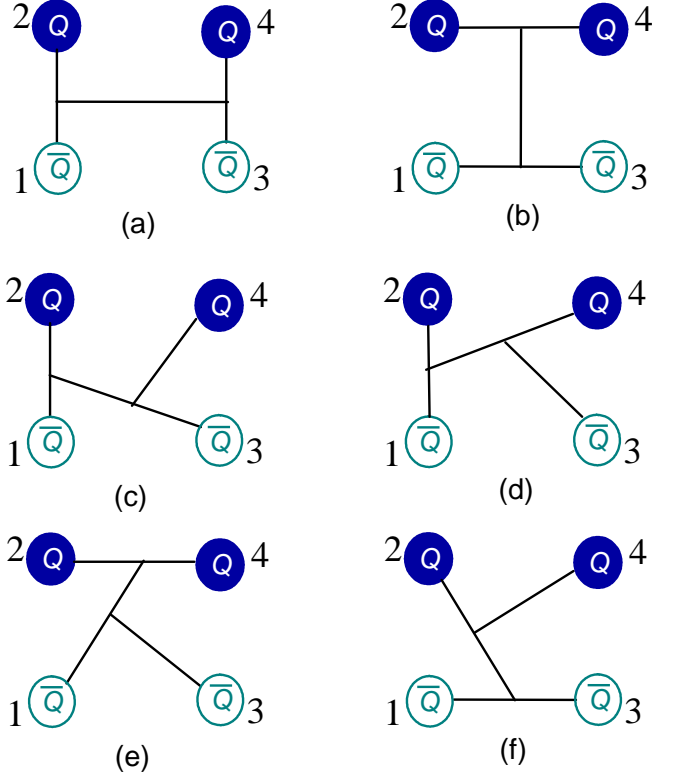 2 Q Q 4 2 Q Q 4
1 Q̅ Q̅ 3 1 Q̅ Q̅ 3
(a) (b)
2 Q Q 4 2 Q Q 4
1 Q̅ Q̅ 3 1 Q̅ Q̅ 3
(c) (d)
2 Q Q 4 2 Q Q 4
1 Q̅ Q̅ 3 1 Q̅ Q̅ 3
(e) (f)